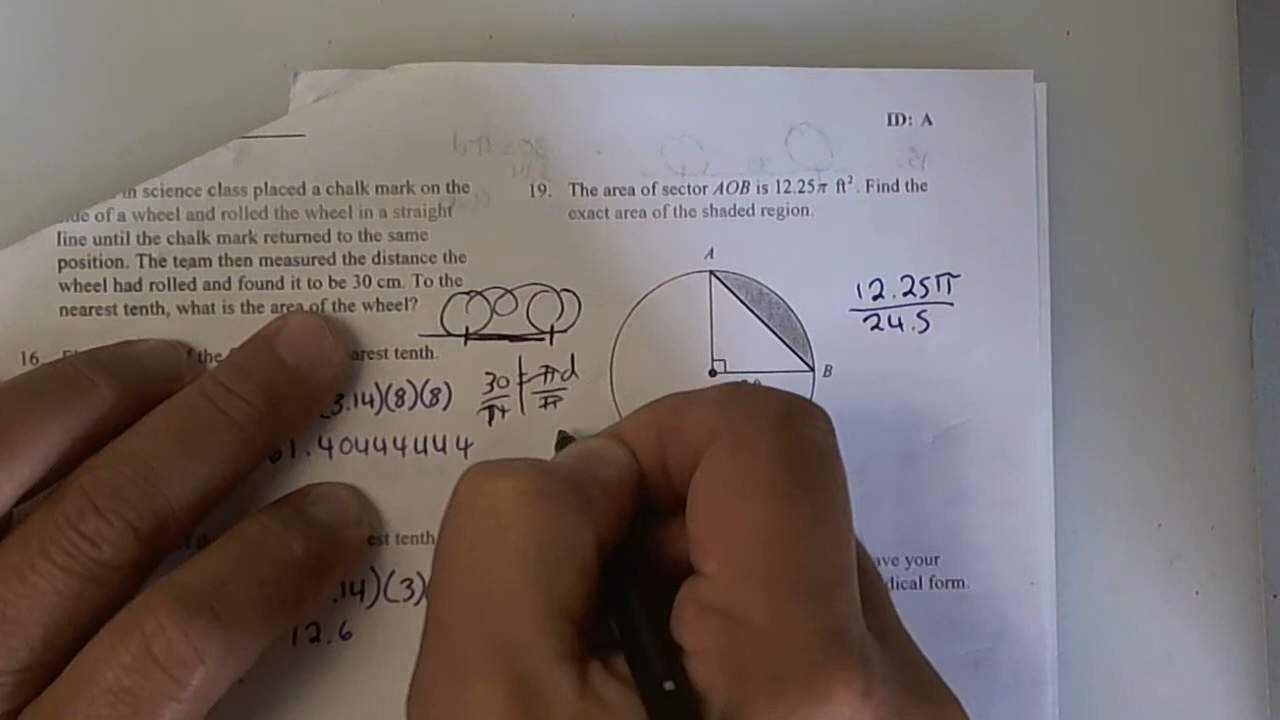 ID: A
in science class placed a chalk mark on the
of a wheel and rolled the wheel in a straight
line until the chalk mark returned to the same
position. The team then measured the distance the
wheel had rolled and found it to be 30 cm. To the
nearest tenth, what is the area of the wheel?
16. the arest tenth.
3.14)(8)(8)
1.40444444
30 πd
π π
est tenth
.14)(3)
12.6
19. The area of sector AOB is 12.25π ft². Find the
exact area of the shaded region.
A
B
12.25π
24.5
ave your
dical form.